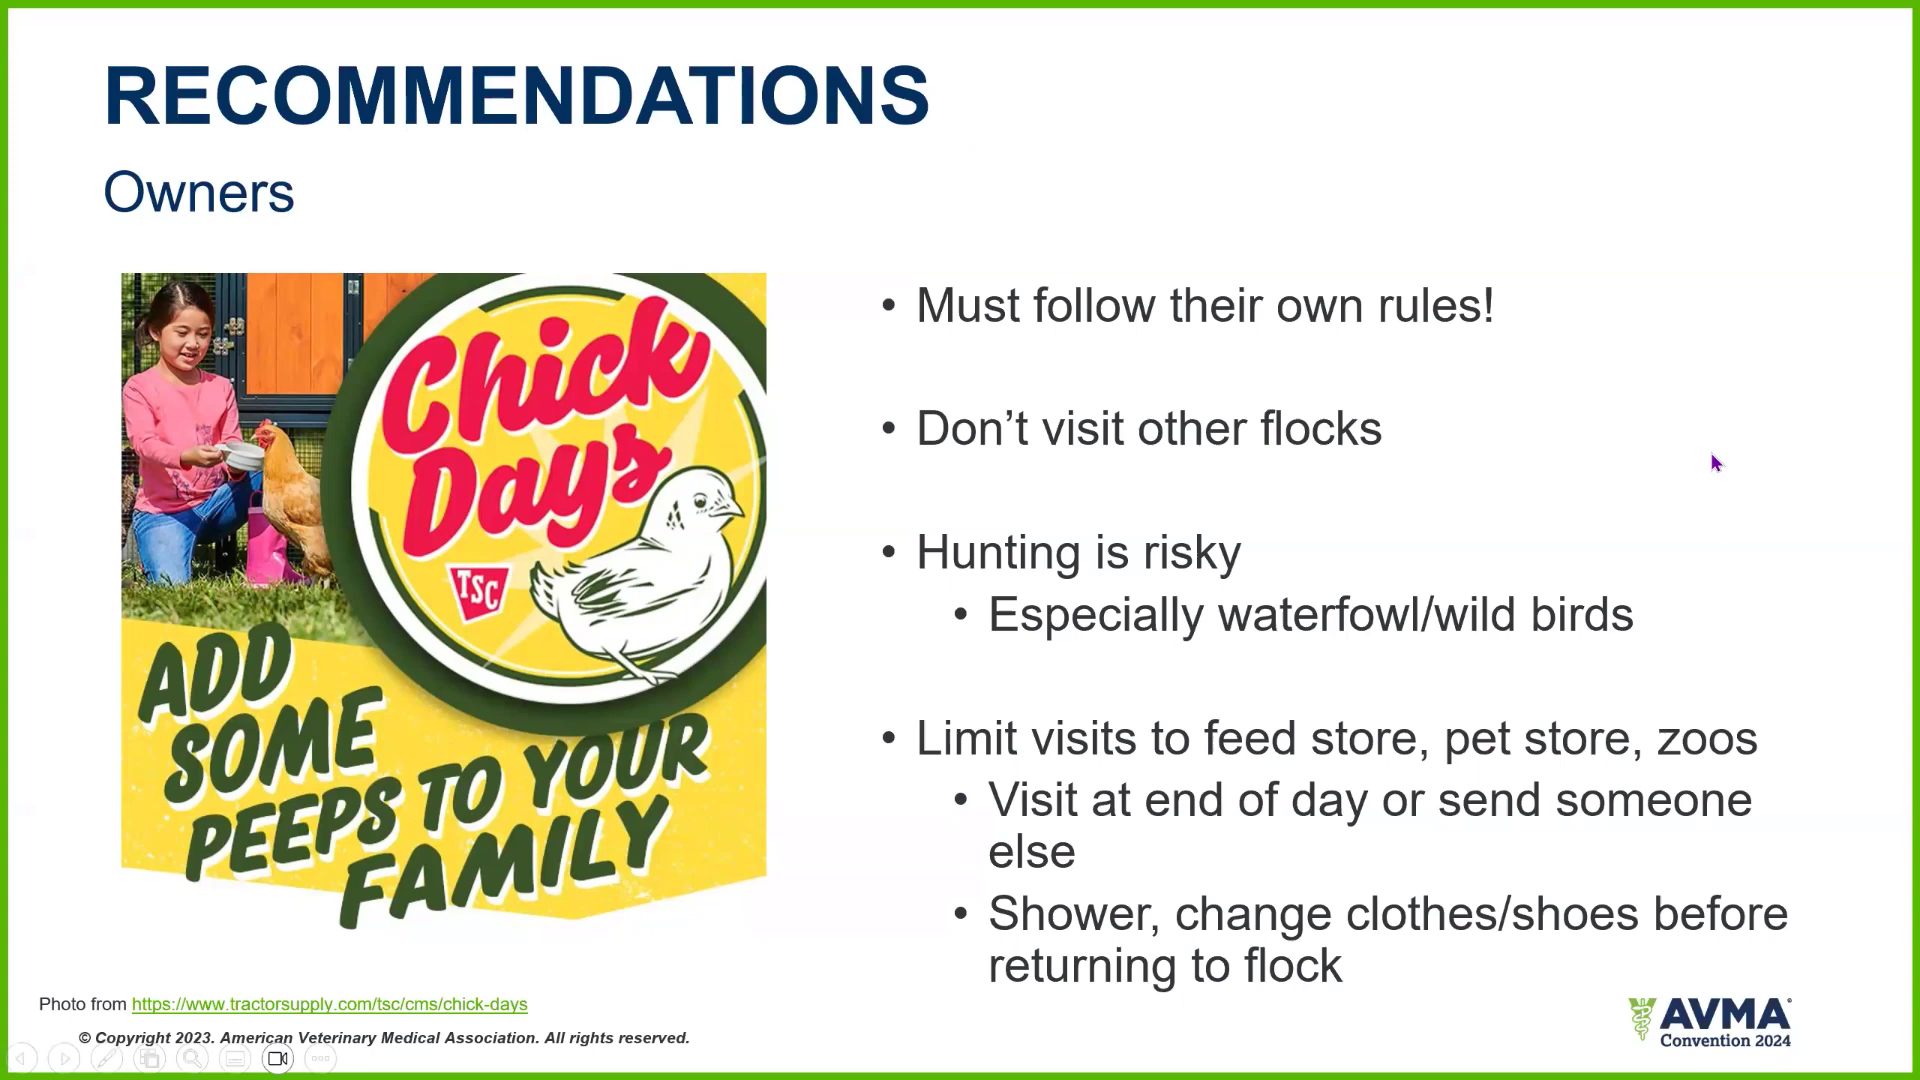 RECOMMENDATIONS
Owners
Chick
Days
TSC
ADD
SOME
PEEPS TO YOUR
FAMILY
• Must follow their own rules!
• Don’t visit other flocks
• Hunting is risky
• Especially waterfowl/wild birds
• Limit visits to feed store, pet store, zoos
• Visit at end of day or send someone
else
• Shower, change clothes/shoes before
returning to flock
Photo from https://www.tractorsupply.com/tsc/cms/chick-days
© Copyright 2023. American Veterinary Medical Association. All rights reserved.
AVMA®
Convention 2024